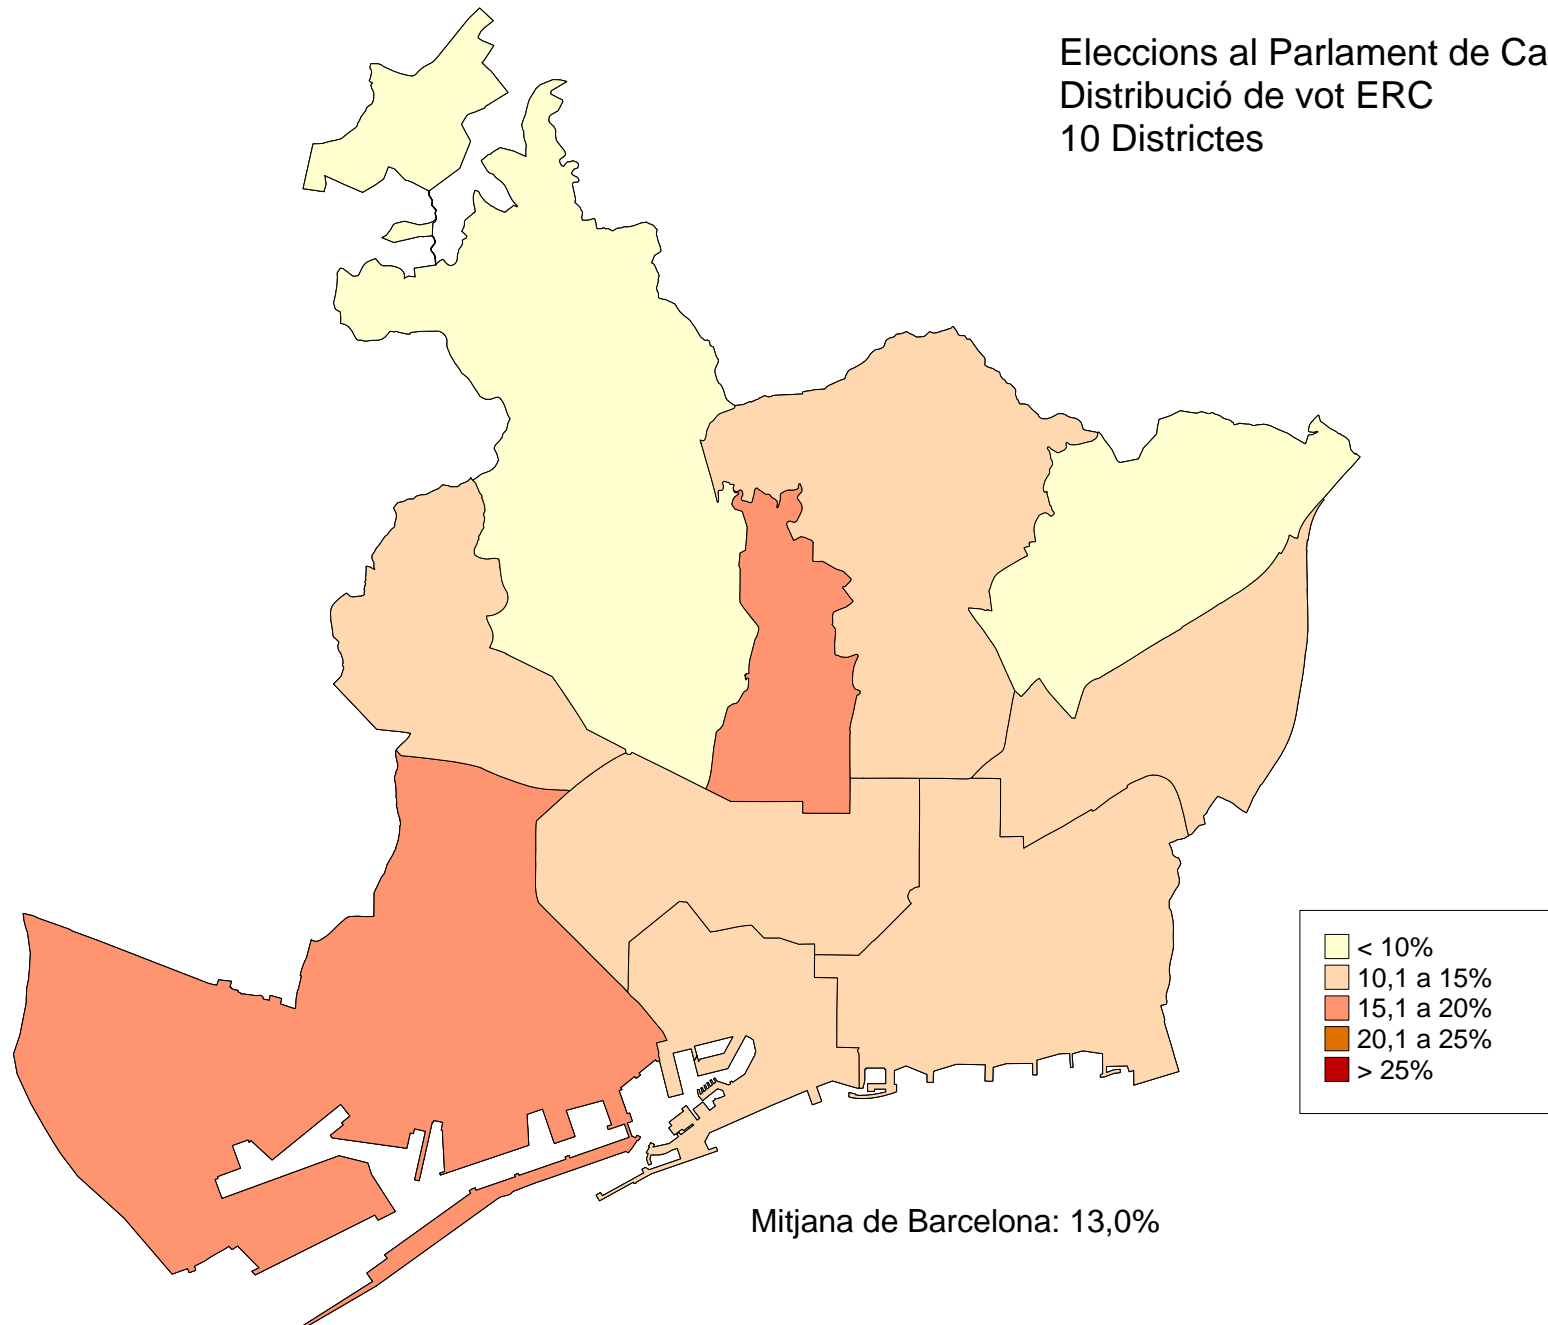 Eleccions al Parlament de Ca
Distribució de vot ERC
10 Districtes
< 10%
10,1 a 15%
15,1 a 20%
20,1 a 25%
> 25%
Mitjana de Barcelona: 13,0%